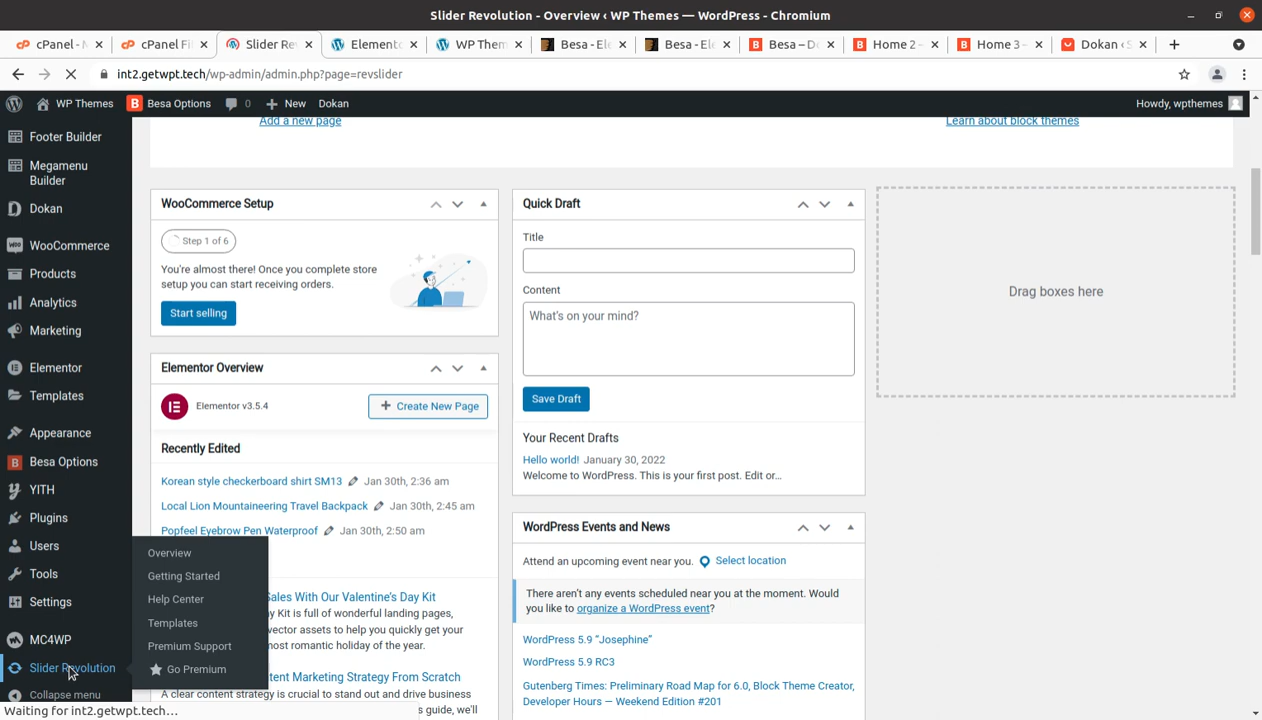 Slider Revolution - Overview ‹ WP Themes — WordPress - Chromium
cPanel - M
cPanel Fi
Slider Re
Element
WP Them
Besa - Ele
Besa - Ele
Besa – D
Home 2 –
Home 3 –
Dokan ‹ S
int2.getwpt.tech/wp-admin/admin.php?page=revslider
WP Themes
Besa Options
0
New
Dokan
Howdy, wpthemes
Footer Builder
Megamenu
Builder
Dokan
WooCommerce
Products
Analytics
Marketing
Elementor
Templates
Appearance
Besa Options
YITH
Plugins
Users
Tools
Settings
MC4WP
Slider Revolution
Collapse menu
Waiting for int2.getwpt.tech…
Overview
Getting Started
Help Center
Templates
Premium Support
Go Premium
Add a new page
Learn about block themes
WooCommerce Setup
Step 1 of 6
You're almost there! Once you complete store
setup you can start receiving orders.
Start selling
Elementor Overview
Elementor v3.5.4
Create New Page
Recently Edited
Korean style checkerboard shirt SM13 Jan 30th, 2:36 am
Local Lion Mountaineering Travel Backpack Jan 30th, 2:45 am
Popfeel Eyebrow Pen Waterproof Jan 30th, 2:50 am
Sales With Our Valentine's Day Kit
y Kit is full of wonderful landing pages,
vector assets to help you quickly get your
most romantic holiday of the year.
tent Marketing Strategy From Scratch
A clear content strategy is crucial to stand out and drive business
s guide, we'll
Quick Draft
Title
Content
What's on your mind?
Save Draft
Your Recent Drafts
Hello world! January 30, 2022
Welcome to WordPress. This is your first post. Edit or…
WordPress Events and News
Attend an upcoming event near you. Select location
There aren't any events scheduled near you at the moment. Would
you like to organize a WordPress event?
WordPress 5.9 "Josephine"
WordPress 5.9 RC3
Gutenberg Times: Preliminary Road Map for 6.0, Block Theme Creator,
Developer Hours — Weekend Edition #201
Drag boxes here